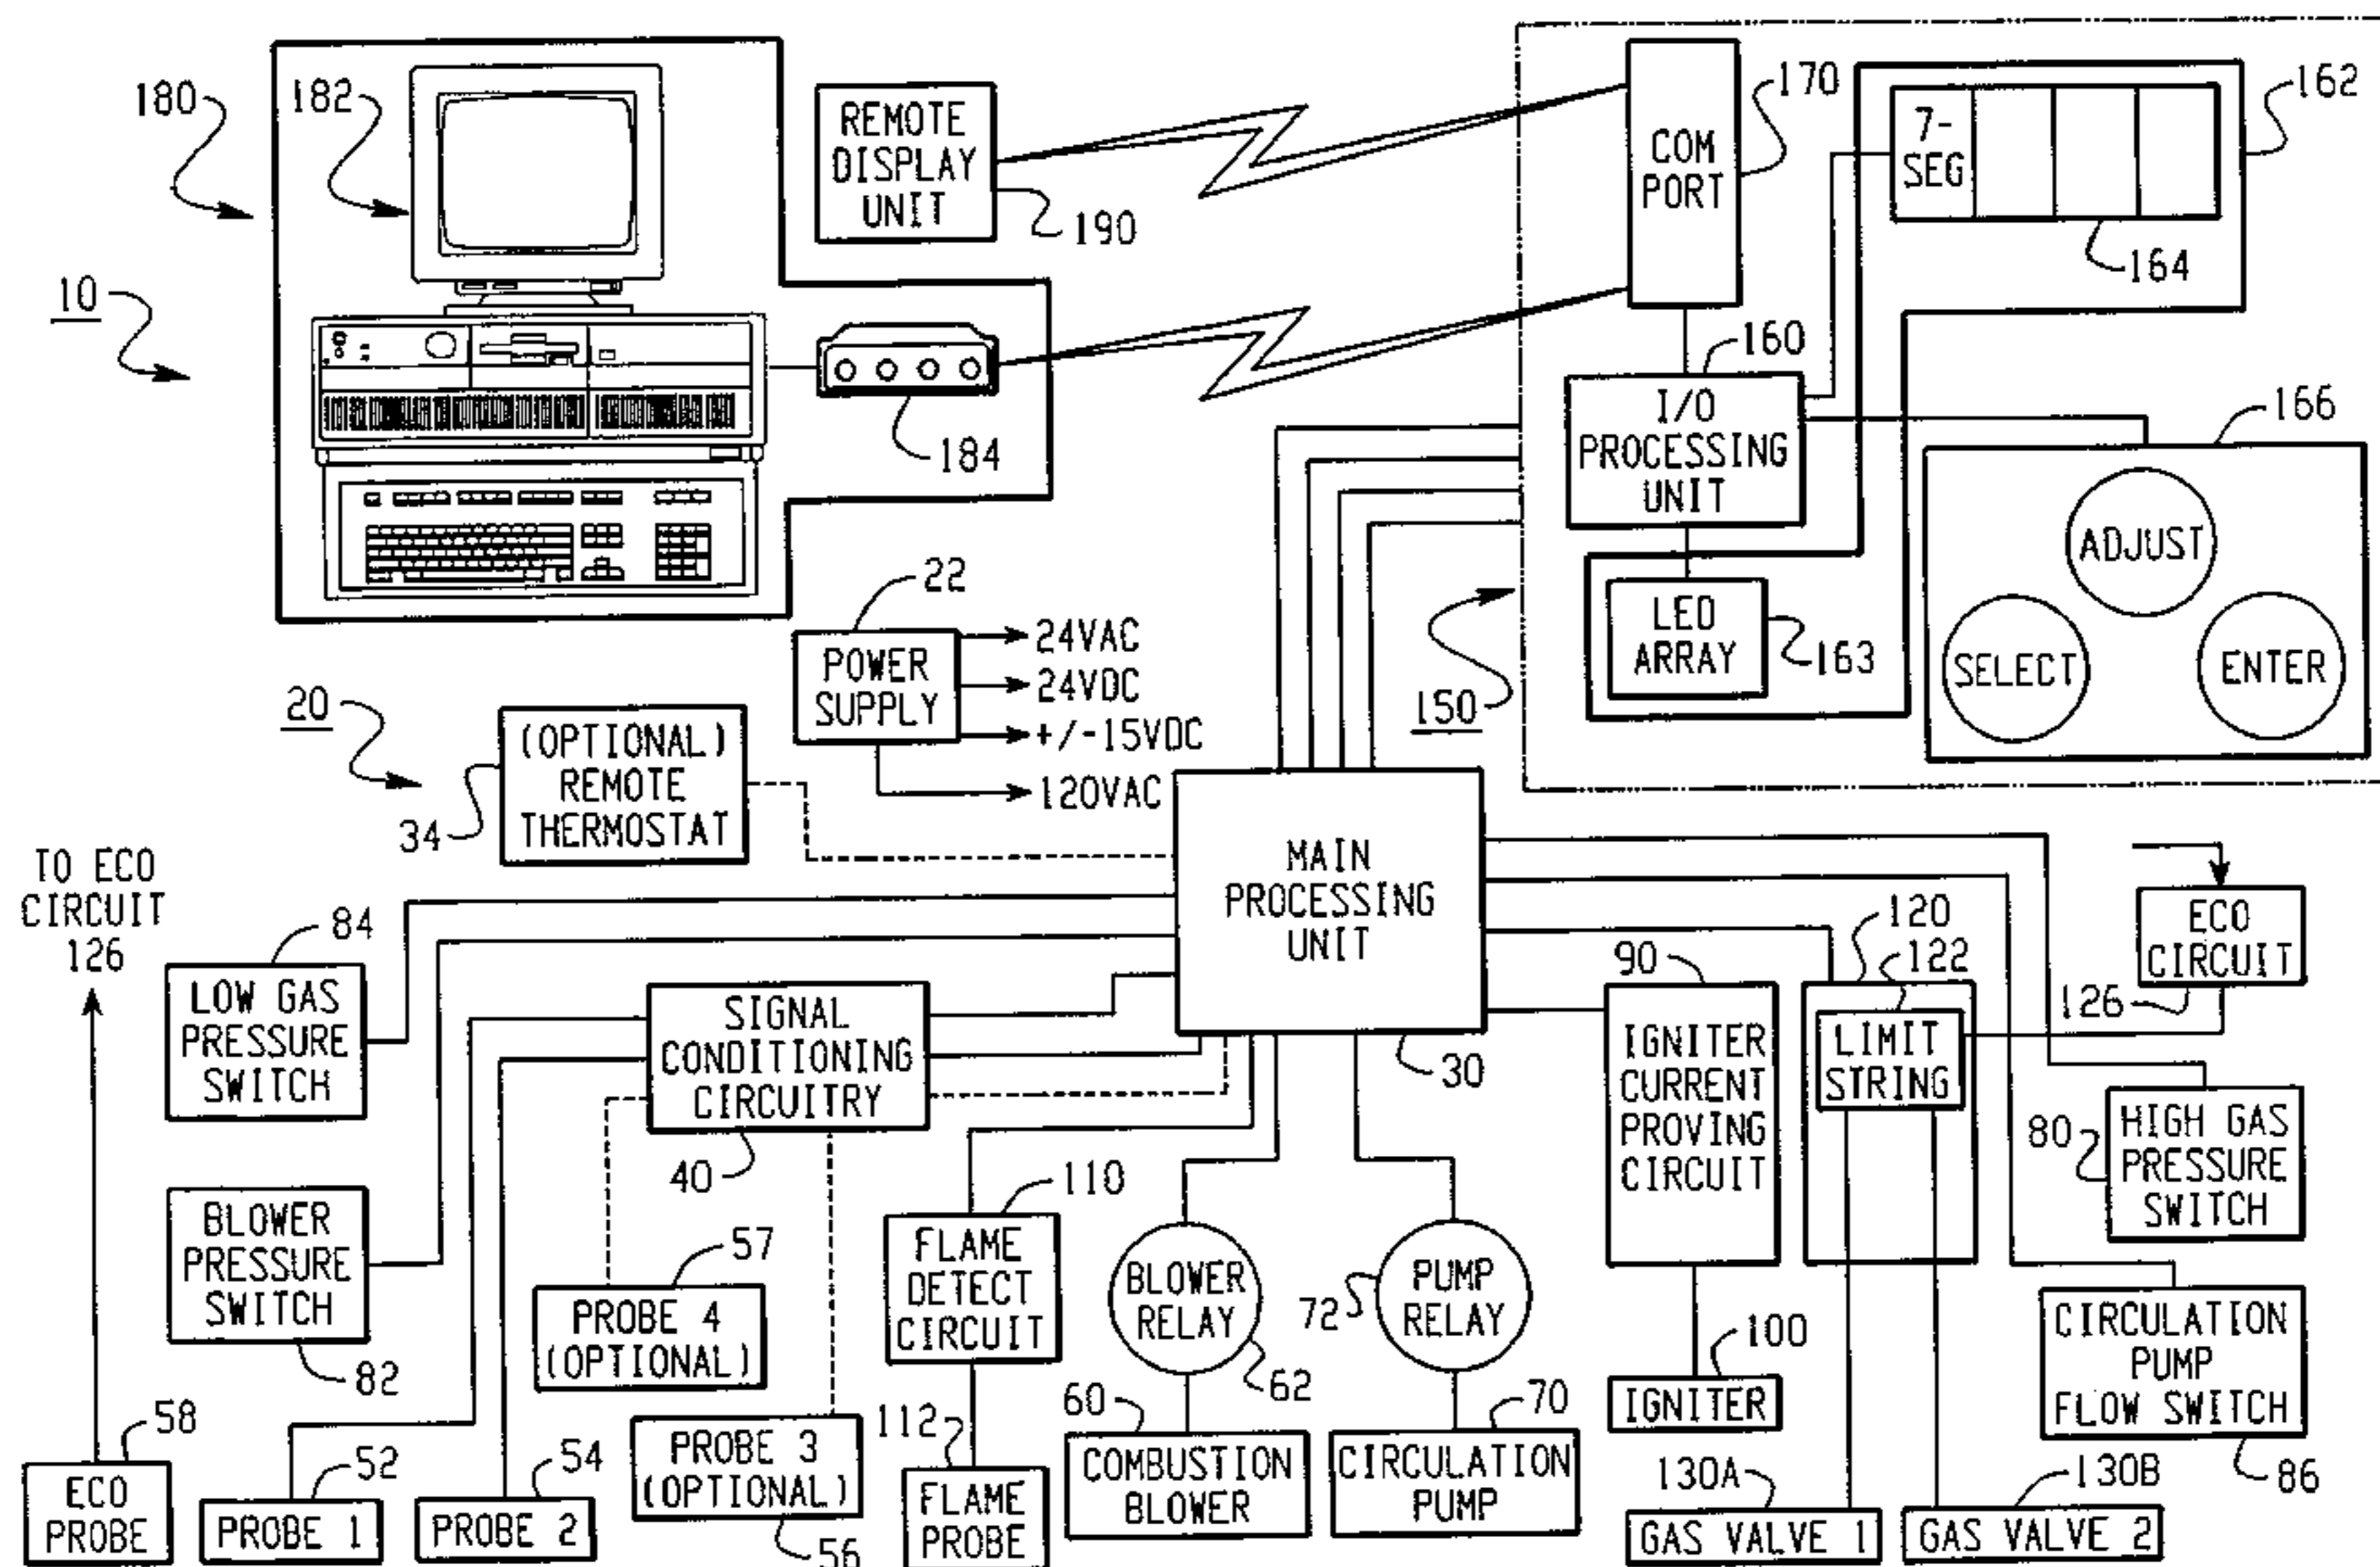 180
182
REMOTE
DISPLAY
UNIT
190
COM
PORT
170
7-
SEG
162
164
10
184
160
I/O
PROCESSING
UNIT
166
ADJUST
SELECT
ENTER
LED
ARRAY
163
150
22
POWER
SUPPLY
24VAC
24VDC
+/-15VDC
120VAC
20
(OPTIONAL)
REMOTE
THERMOSTAT
34
MAIN
PROCESSING
UNIT
30
TO ECO
CIRCUIT
126
84
LOW GAS
PRESSURE
SWITCH
SIGNAL
CONDITIONING
CIRCUITRY
40
90
IGNITER
CURRENT
PROVING
CIRCUIT
120
122
LIMIT
STRING
ECO
CIRCUIT
126
80
HIGH GAS
PRESSURE
SWITCH
BLOWER
PRESSURE
SWITCH
82
57
PROBE 4
(OPTIONAL)
110
FLAME
DETECT
CIRCUIT
BLOWER
RELAY
62
72
PUMP
RELAY
100
IGNITER
CIRCULATION
PUMP
FLOW SWITCH
86
58
ECO
PROBE
52
PROBE 1
54
PROBE 2
PROBE 3
(OPTIONAL)
56
112
FLAME
PROBE
60
COMBUSTION
BLOWER
70
CIRCULATION
PUMP
130A
GAS VALVE 1
130B
GAS VALVE 2